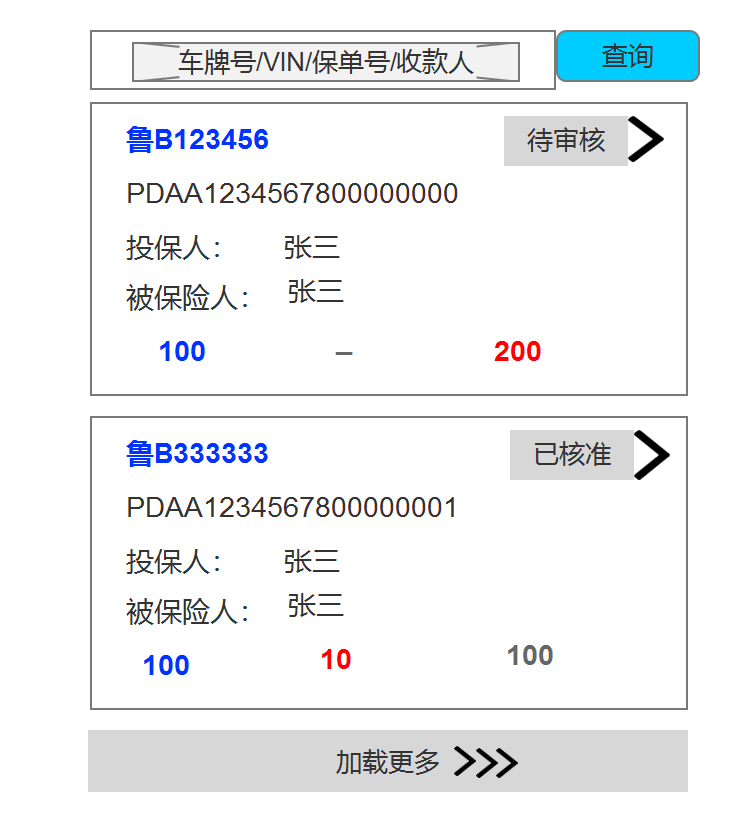 车牌号/VIN/保单号/收款人 查询
鲁B123456 待审核
PDAA1234567800000000
投保人： 张三
被保险人： 张三
100 – 200
鲁B333333 已核准
PDAA1234567800000001
投保人： 张三
被保险人： 张三
100 10 100
加载更多